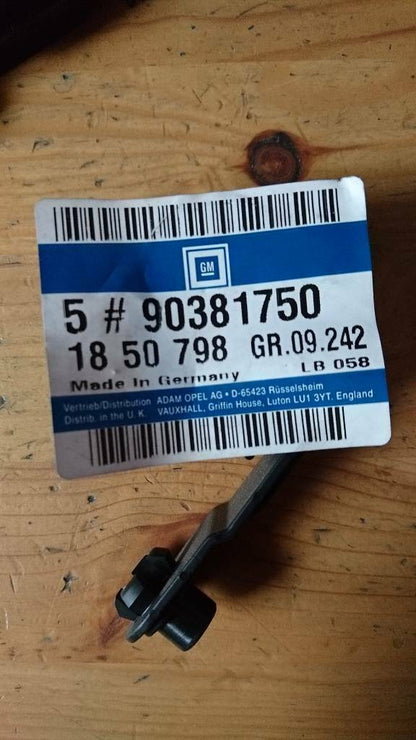 GM
5 # 90381750
18 50 798 GR.09.242
Made In Germany LB 058
Vertrieb/Distribution ADAM OPEL AG • D-65423 Rüsselsheim
Distrib. in the U. K. VAUXHALL, Griffin House, Luton LU1 3YT. England